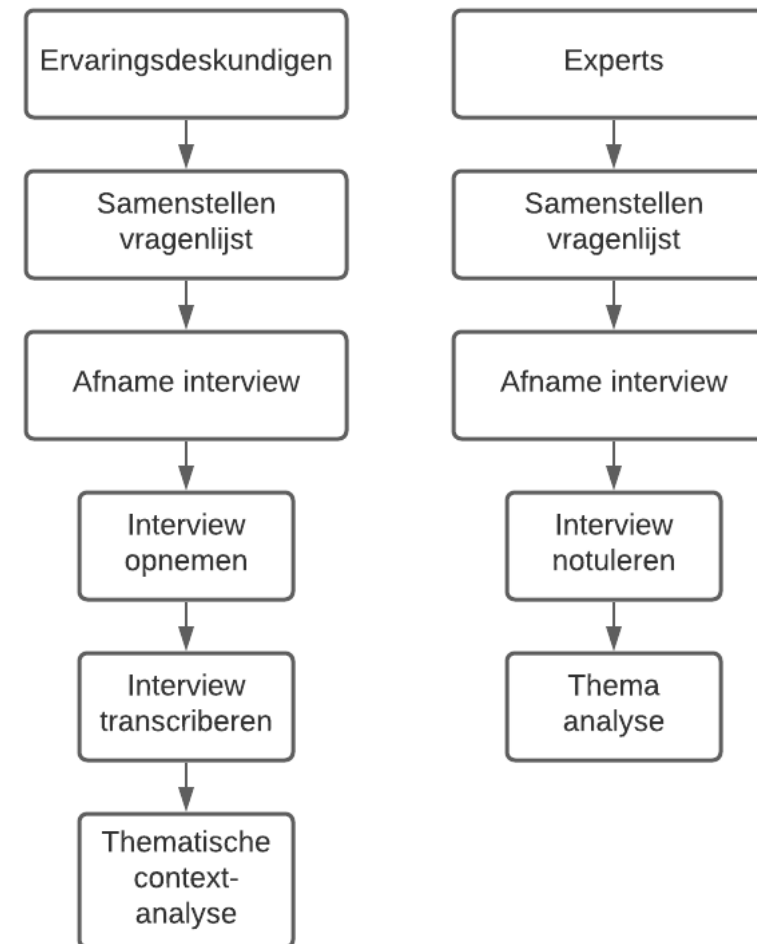 Ervaringsdeskundigen
Samenstellen
vragenlijst
Afname interview
Interview
opnemen
Interview
transcriberen
Thematische
context-
analyse
Experts
Samenstellen
vragenlijst
Afname interview
Interview
notuleren
Thema
analyse